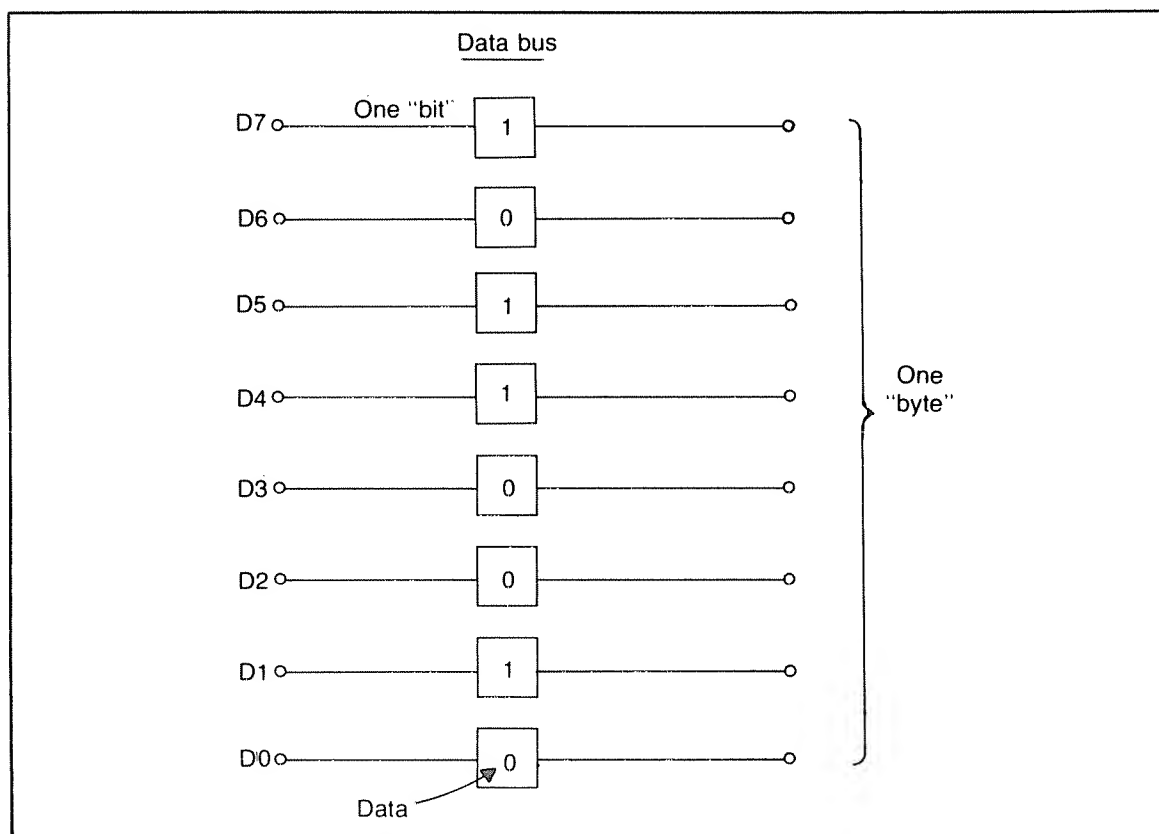 Data bus
One "bit"
D7 1
D6 0
D5 1
D4 1
One
"byte"
D3 0
D2 0
D1 1
D0 0
Data